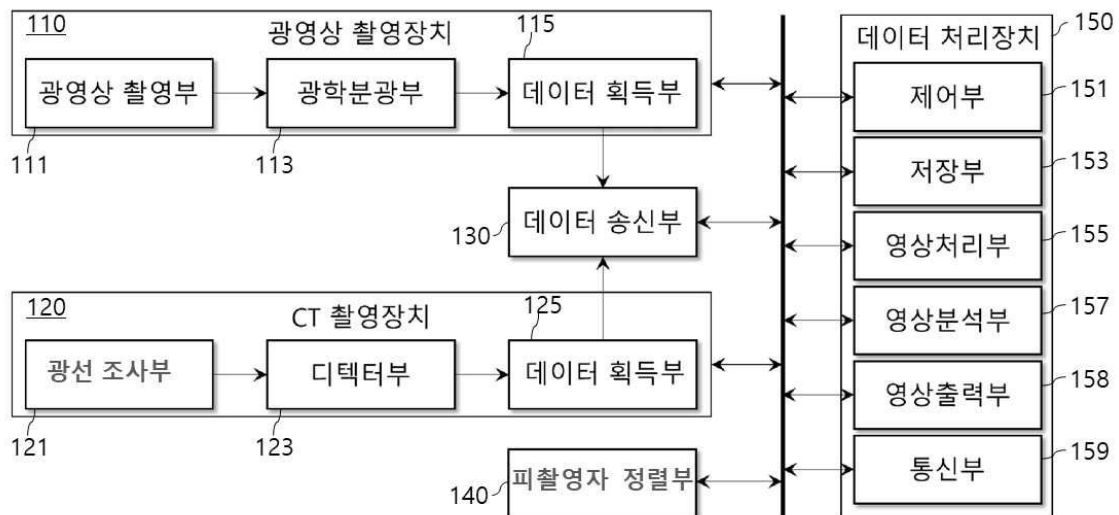 110
광영상 촬영장치
115
광영상 촬영부
광학분광부
데이터 획득부
111
113
130
데이터 송신부
120
CT 촬영장치
125
광선 조사부
디텍터부
데이터 획득부
121
123
140
피촬영자 정렬부
데이터 처리장치
150
제어부
151
저장부
153
영상처리부
155
영상분석부
157
영상출력부
158
통신부
159